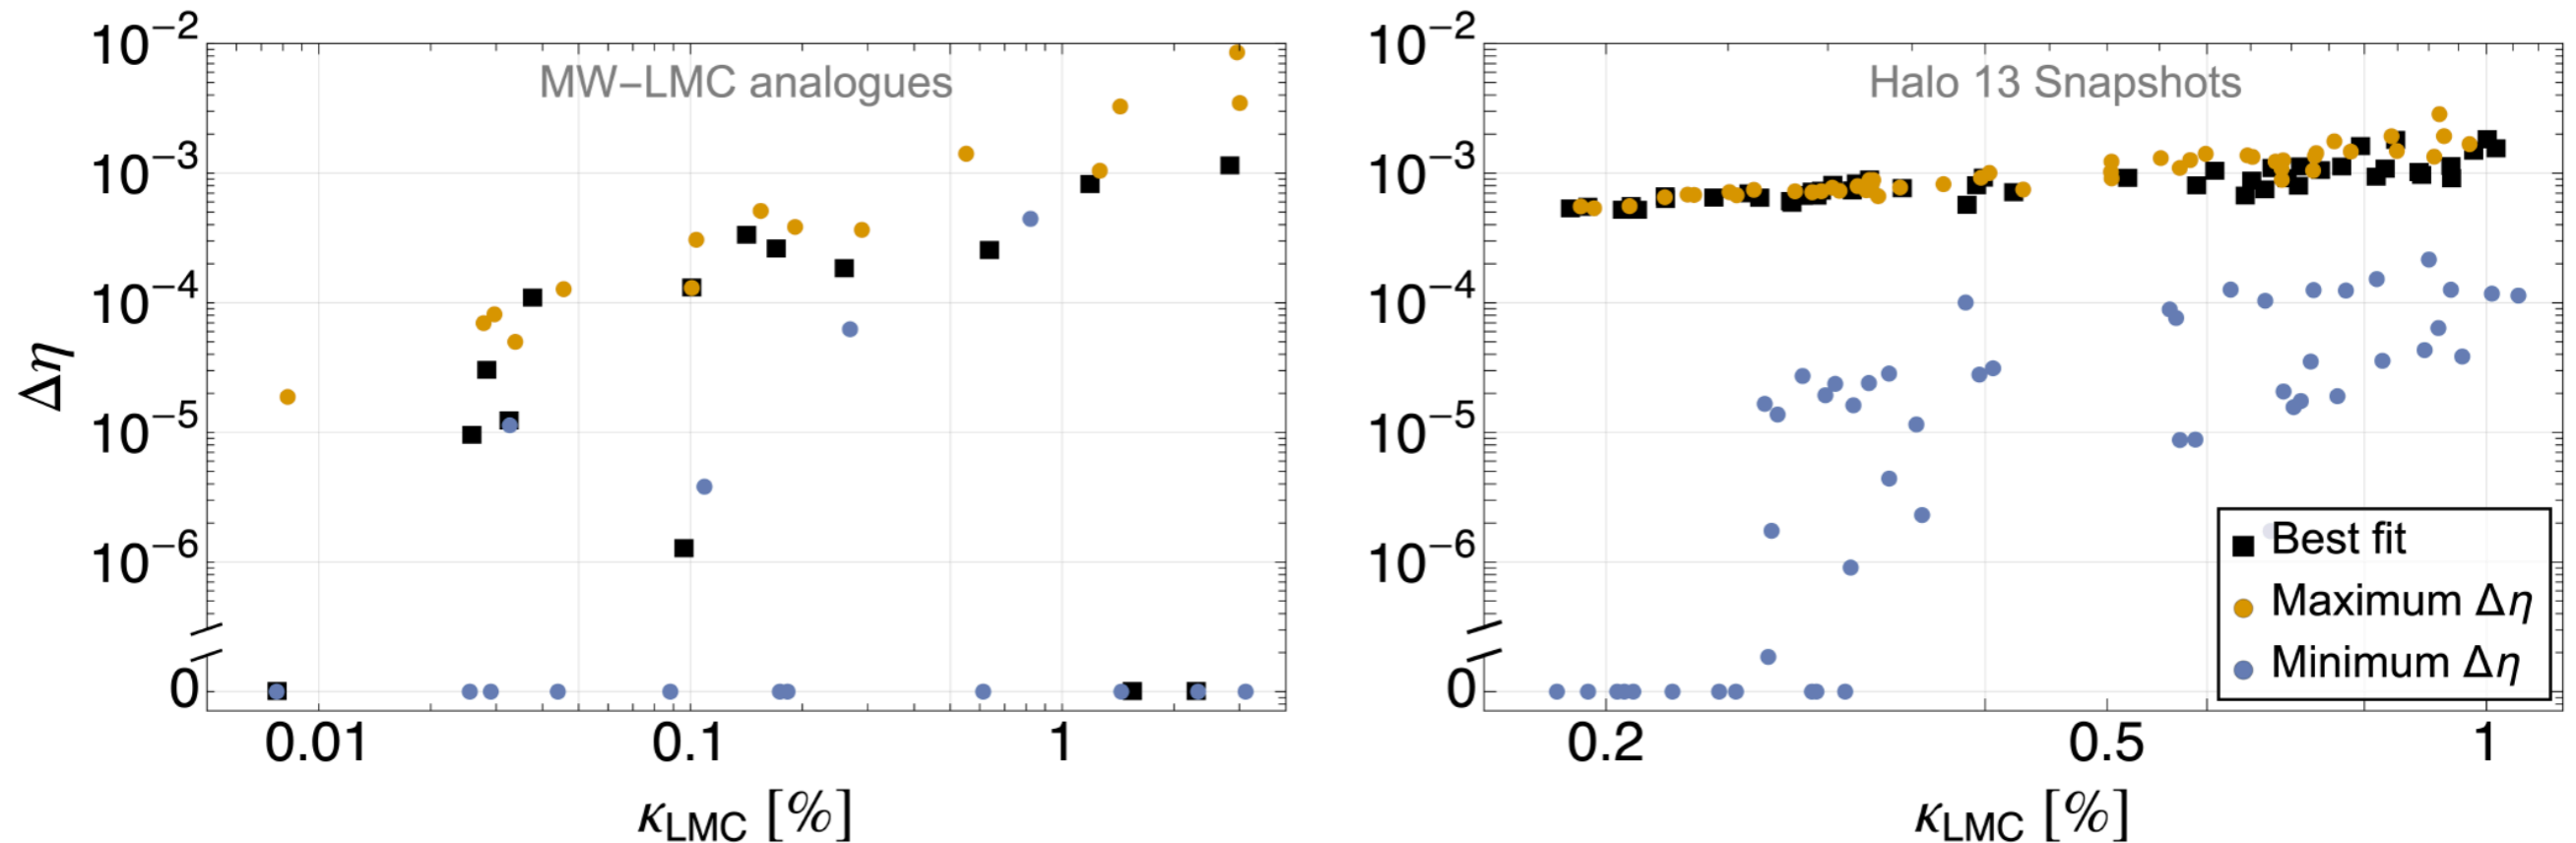 MW–LMC analogues
10⁻²
10⁻³
10⁻⁴
10⁻⁵
10⁻⁶
0
Δη
0.01 0.1 1
κLMC [%]
Halo 13 Snapshots
10⁻²
10⁻³
10⁻⁴
10⁻⁵
10⁻⁶
0
Best fit
Maximum Δη
Minimum Δη
0.2 0.5 1
κLMC [%]